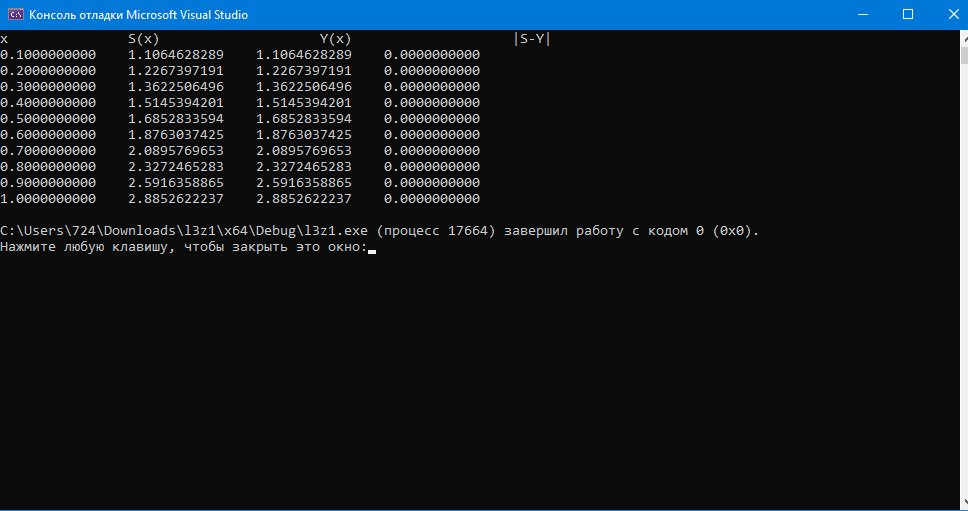 Консоль отладки Microsoft Visual Studio
x S(x) Y(x) |S-Y|
0.1000000000 1.1064628289 1.1064628289 0.0000000000
0.2000000000 1.2267397191 1.2267397191 0.0000000000
0.3000000000 1.3622506496 1.3622506496 0.0000000000
0.4000000000 1.5145394201 1.5145394201 0.0000000000
0.5000000000 1.6852833594 1.6852833594 0.0000000000
0.6000000000 1.8763037425 1.8763037425 0.0000000000
0.7000000000 2.0895769653 2.0895769653 0.0000000000
0.8000000000 2.3272465283 2.3272465283 0.0000000000
0.9000000000 2.5916358865 2.5916358865 0.0000000000
1.0000000000 2.8852622237 2.8852622237 0.0000000000
C:\Users\724\Downloads\l3z1\x64\Debug\l3z1.exe (процесс 17664) завершил работу с кодом 0 (0x0).
Нажмите любую клавишу, чтобы закрыть это окно: